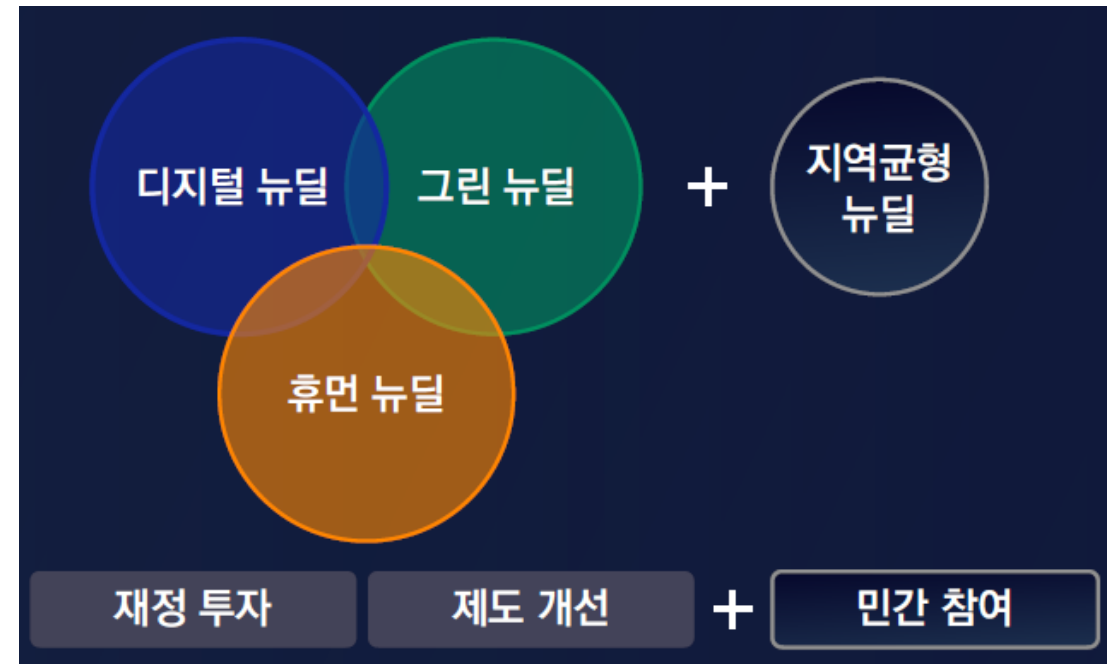 디지털 뉴딜
그린 뉴딜
+
지역균형
뉴딜
휴먼 뉴딜
재정 투자
제도 개선
+
민간 참여